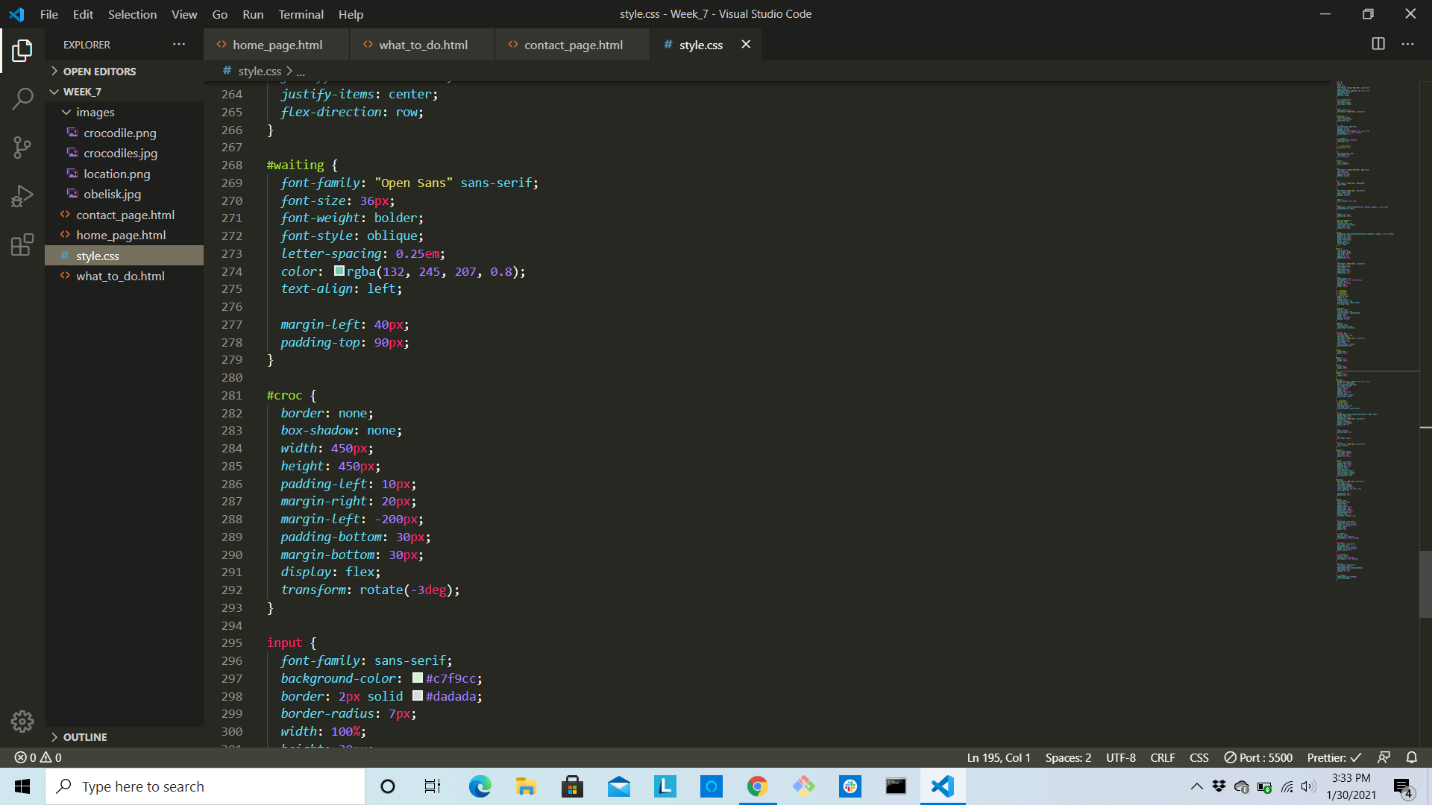 File Edit Selection View Go Run Terminal Help style.css - Week_7 - Visual Studio Code
EXPLORER
OPEN EDITORS
WEEK_7
images
crocodile.png
crocodiles.jpg
location.png
obelisk.jpg
contact_page.html
home_page.html
style.css
what_to_do.html
OUTLINE
home_page.html what_to_do.html contact_page.html style.css
style.css > ...
264 justify-items: center;
265 flex-direction: row;
266 }
267
268 #waiting {
269 font-family: "Open Sans" sans-serif;
270 font-size: 36px;
271 font-weight: bolder;
272 font-style: oblique;
273 letter-spacing: 0.25em;
274 color: rgba(132, 245, 207, 0.8);
275 text-align: left;
276
277 margin-left: 40px;
278 padding-top: 90px;
279 }
280
281 #croc {
282 border: none;
283 box-shadow: none;
284 width: 450px;
285 height: 450px;
286 padding-left: 10px;
287 margin-right: 20px;
288 margin-left: -200px;
289 padding-bottom: 30px;
290 margin-bottom: 30px;
291 display: flex;
292 transform: rotate(-3deg);
293 }
294
295 input {
296 font-family: sans-serif;
297 background-color: #c7f9cc;
298 border: 2px solid #dadada;
299 border-radius: 7px;
300 width: 100%;
0 0 Ln 195, Col 1 Spaces: 2 UTF-8 CRLF CSS Port : 5500 Prettier:
Type here to search
3:33 PM
1/30/2021
4